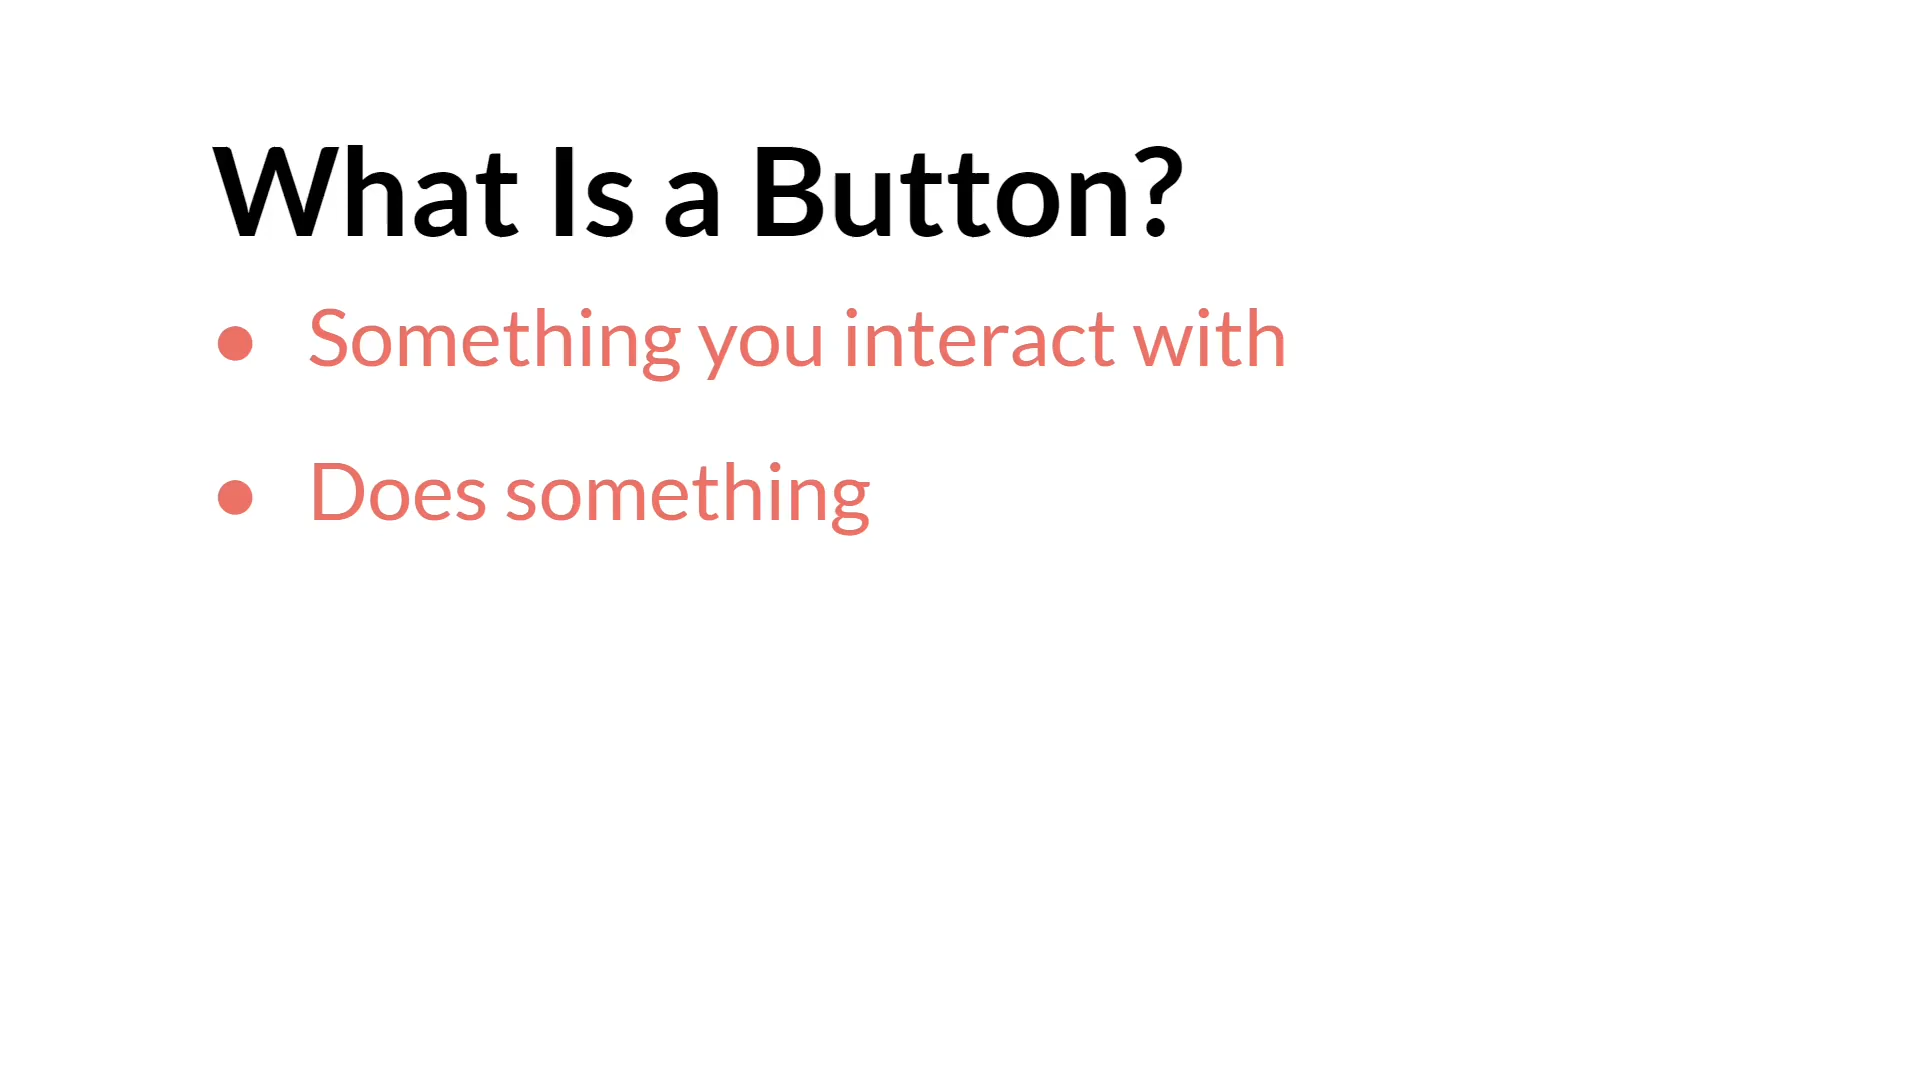 What Is a Button?
● Something you interact with
● Does something